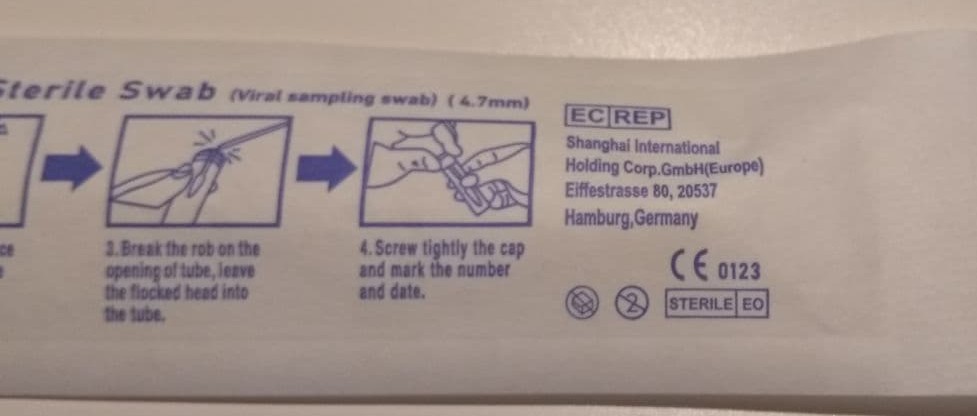 Sterile Swab (Viral sampling swab) (4.7mm)
3.Break the rob on the
opening of tube, leave
the flocked head into
the tube.
4.Screw tightly the cap
and mark the number
and date.
EC REP
Shanghai International
Holding Corp.GmbH(Europe)
Eiffestrasse 80, 20537
Hamburg,Germany
CE 0123
2
STERILE EO